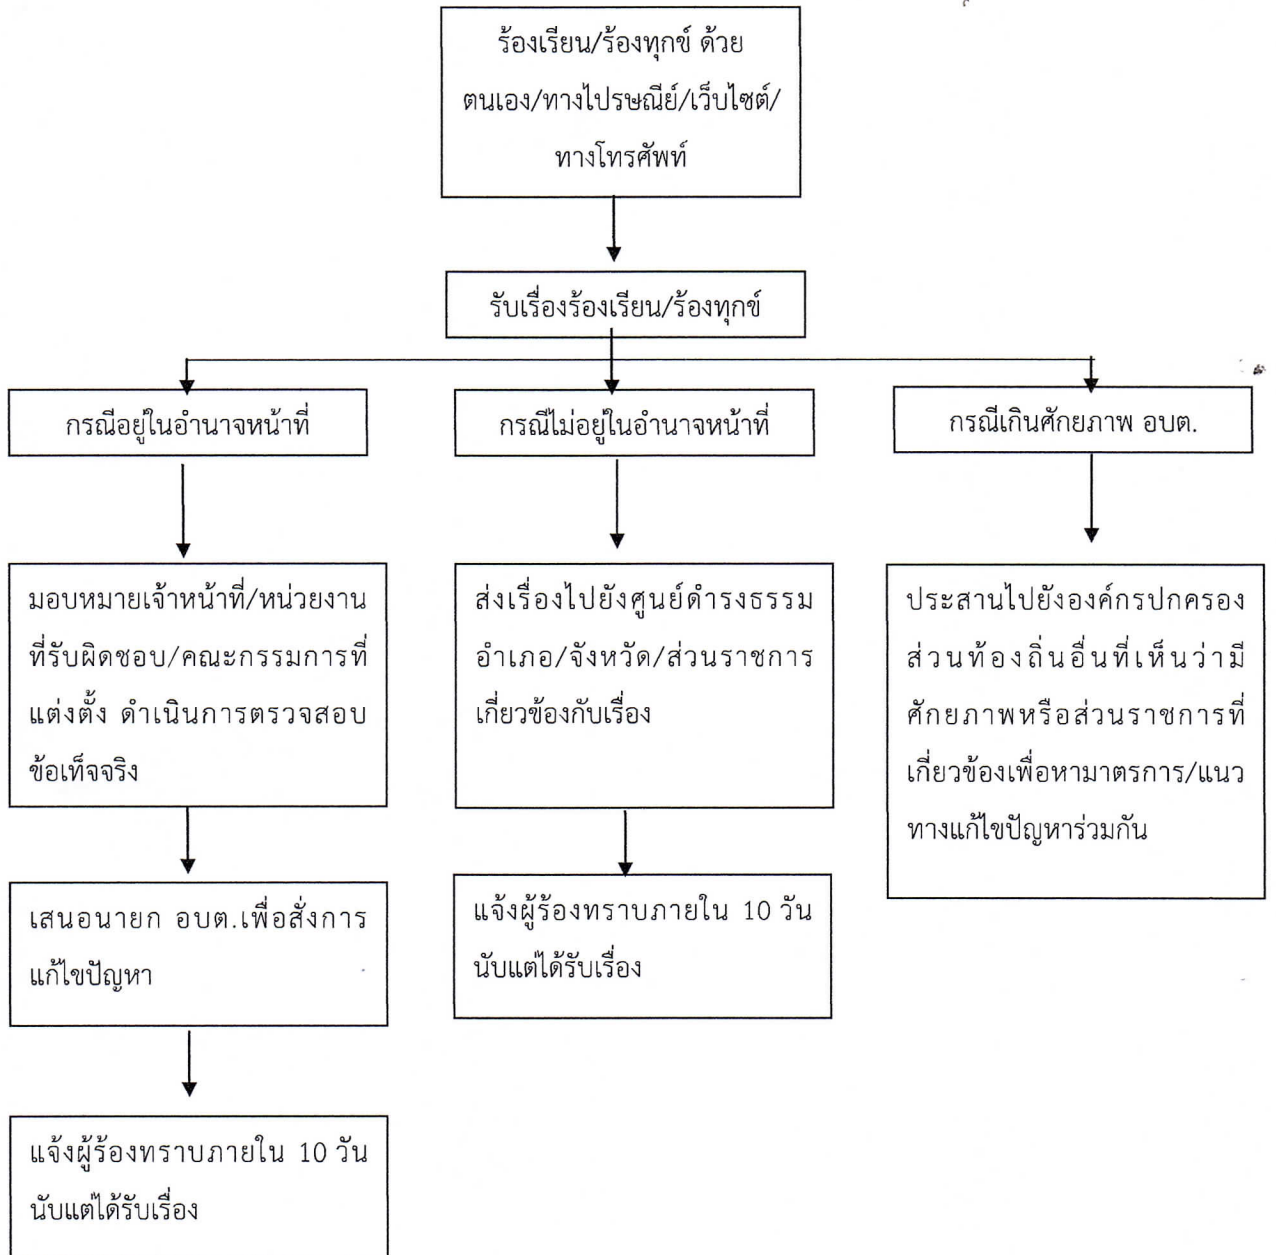 ร้องเรียน/ร้องทุกข์ ด้วย
ตนเอง/ทางไปรษณีย์/เว็บไซต์/
ทางโทรศัพท์
รับเรื่องร้องเรียน/ร้องทุกข์
กรณีอยู่ในอำนาจหน้าที่
กรณีไม่อยู่ในอำนาจหน้าที่
กรณีเกินศักยภาพ อบต.
มอบหมายเจ้าหน้าที่/หน่วยงาน
ที่รับผิดชอบ/คณะกรรมการที่
แต่งตั้ง ดำเนินการตรวจสอบ
ข้อเท็จจริง
ส่งเรื่องไปยังศูนย์ดำรงธรรม
อำเภอ/จังหวัด/ส่วนราชการ
เกี่ยวข้องกับเรื่อง
ประสานไปยังองค์กรปกครอง
ส่วนท้องถิ่นอื่นที่เห็นว่ามี
ศักยภาพหรือส่วนราชการที่
เกี่ยวข้องเพื่อหามาตรการ/แนว
ทางแก้ไขปัญหาร่วมกัน
เสนอนายก อบต.เพื่อสั่งการ
แก้ไขปัญหา
แจ้งผู้ร้องทราบภายใน 10 วัน
นับแต่ได้รับเรื่อง
แจ้งผู้ร้องทราบภายใน 10 วัน
นับแต่ได้รับเรื่อง